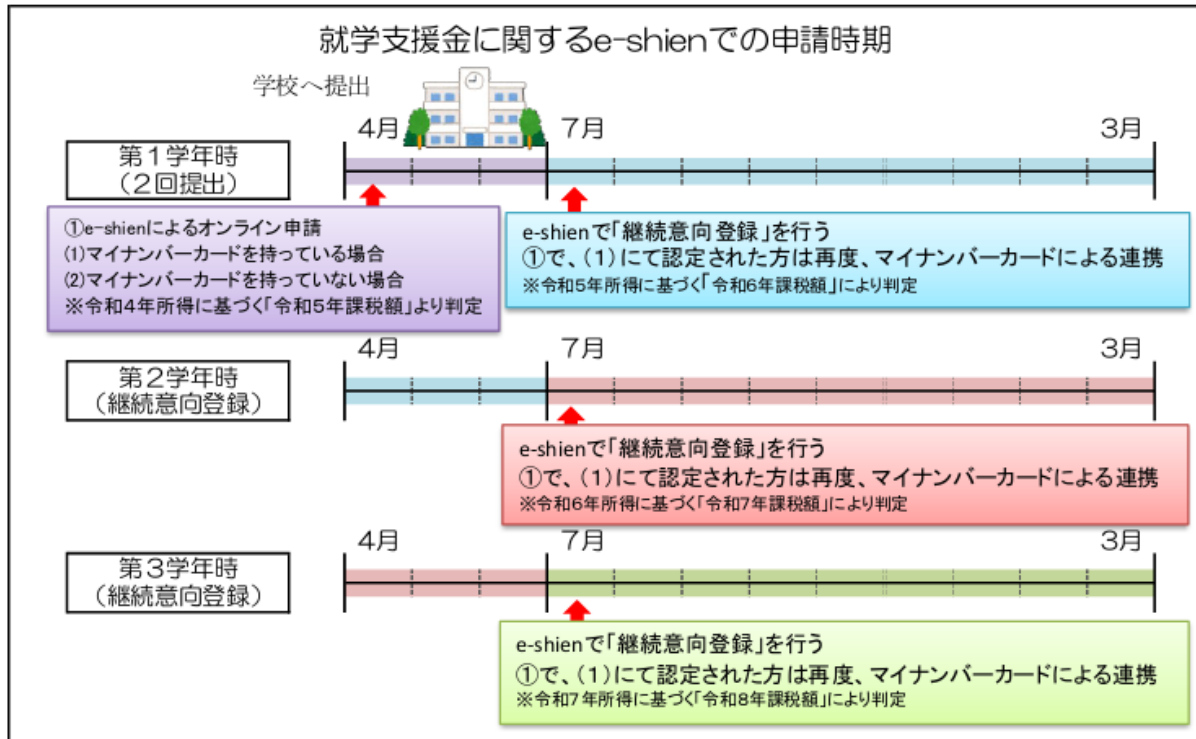 就学支援金に関するe-shienでの申請時期
学校へ提出
4月
7月
3月
第1学年時
(2回提出)
①e-shienによるオンライン申請
(1)マイナンバーカードを持っている場合
(2)マイナンバーカードを持っていない場合
※令和4年所得に基づく「令和5年課税額」より判定
e-shienで「継続意向登録」を行う
①で、(1)にて認定された方は再度、マイナンバーカードによる連携
※令和5年所得に基づく「令和6年課税額」により判定
4月
7月
3月
第2学年時
(継続意向登録)
e-shienで「継続意向登録」を行う
①で、(1)にて認定された方は再度、マイナンバーカードによる連携
※令和6年所得に基づく「令和7年課税額」により判定
4月
7月
3月
第3学年時
(継続意向登録)
e-shienで「継続意向登録」を行う
①で、(1)にて認定された方は再度、マイナンバーカードによる連携
※令和7年所得に基づく「令和8年課税額」により判定